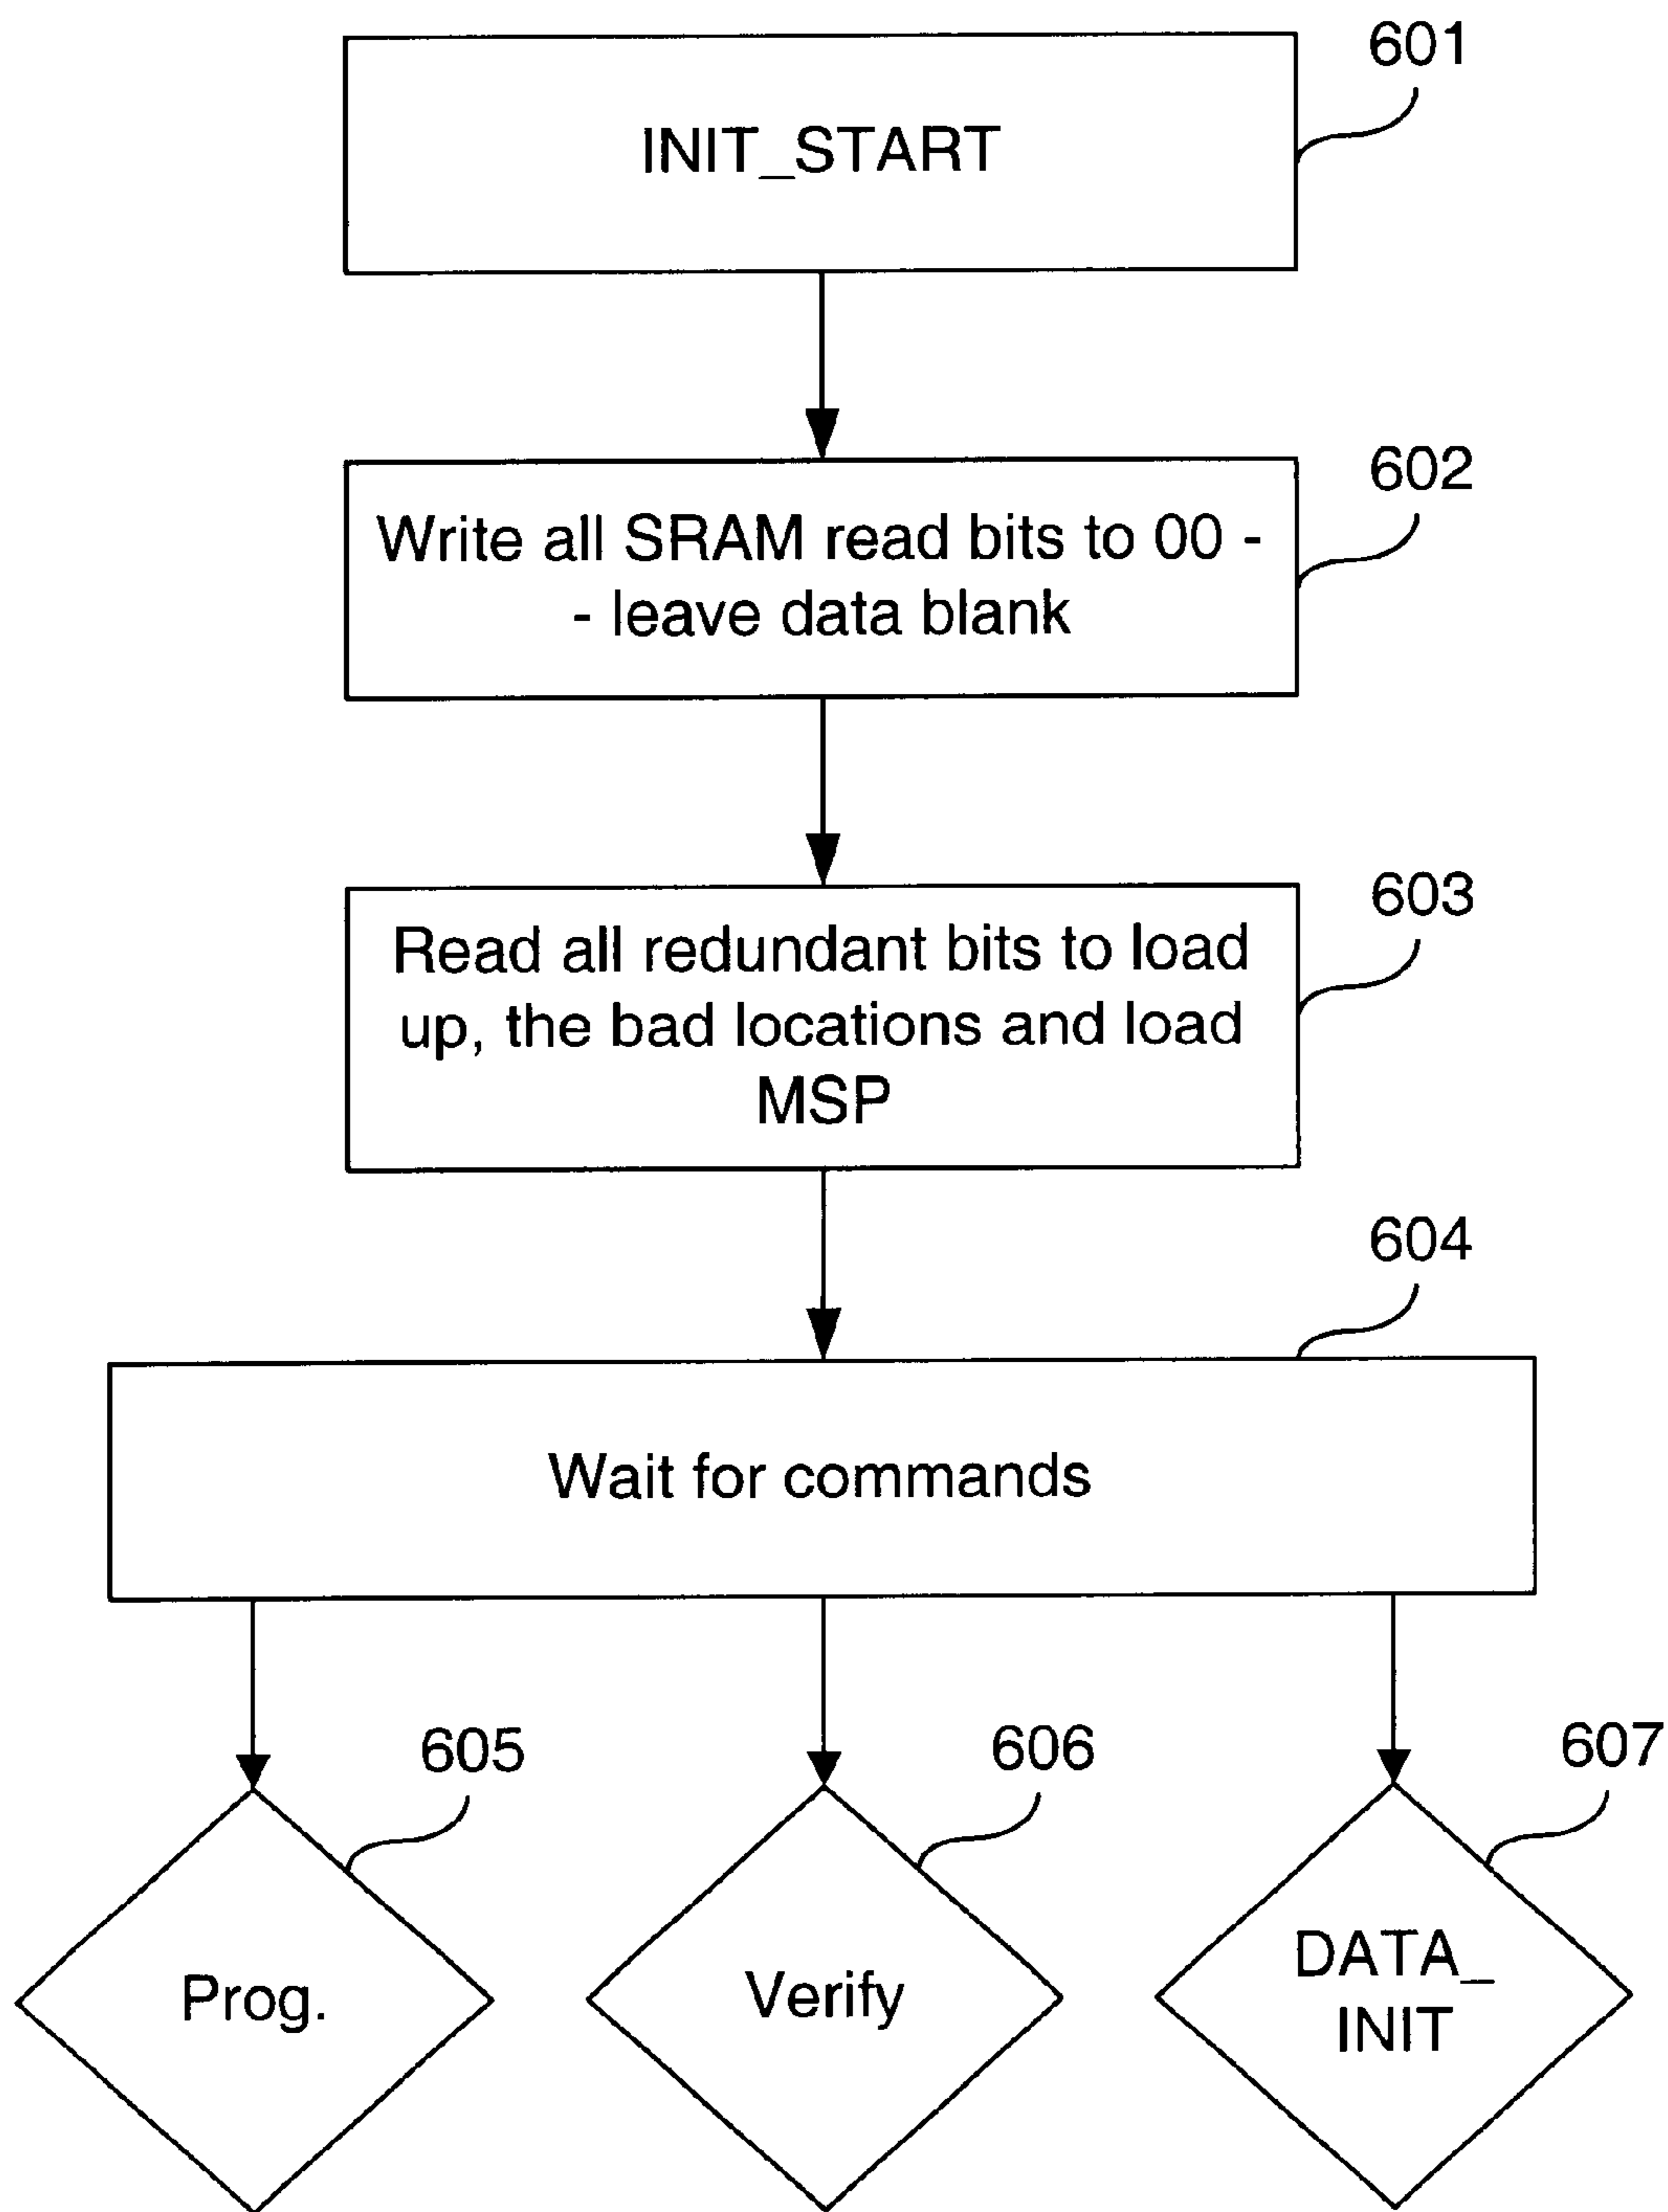 601
INIT_START
602
Write all SRAM read bits to 00 -
- leave data blank
603
Read all redundant bits to load
up, the bad locations and load
MSP
604
Wait for commands
605
606
607
Prog.
Verify
DATA_
INIT